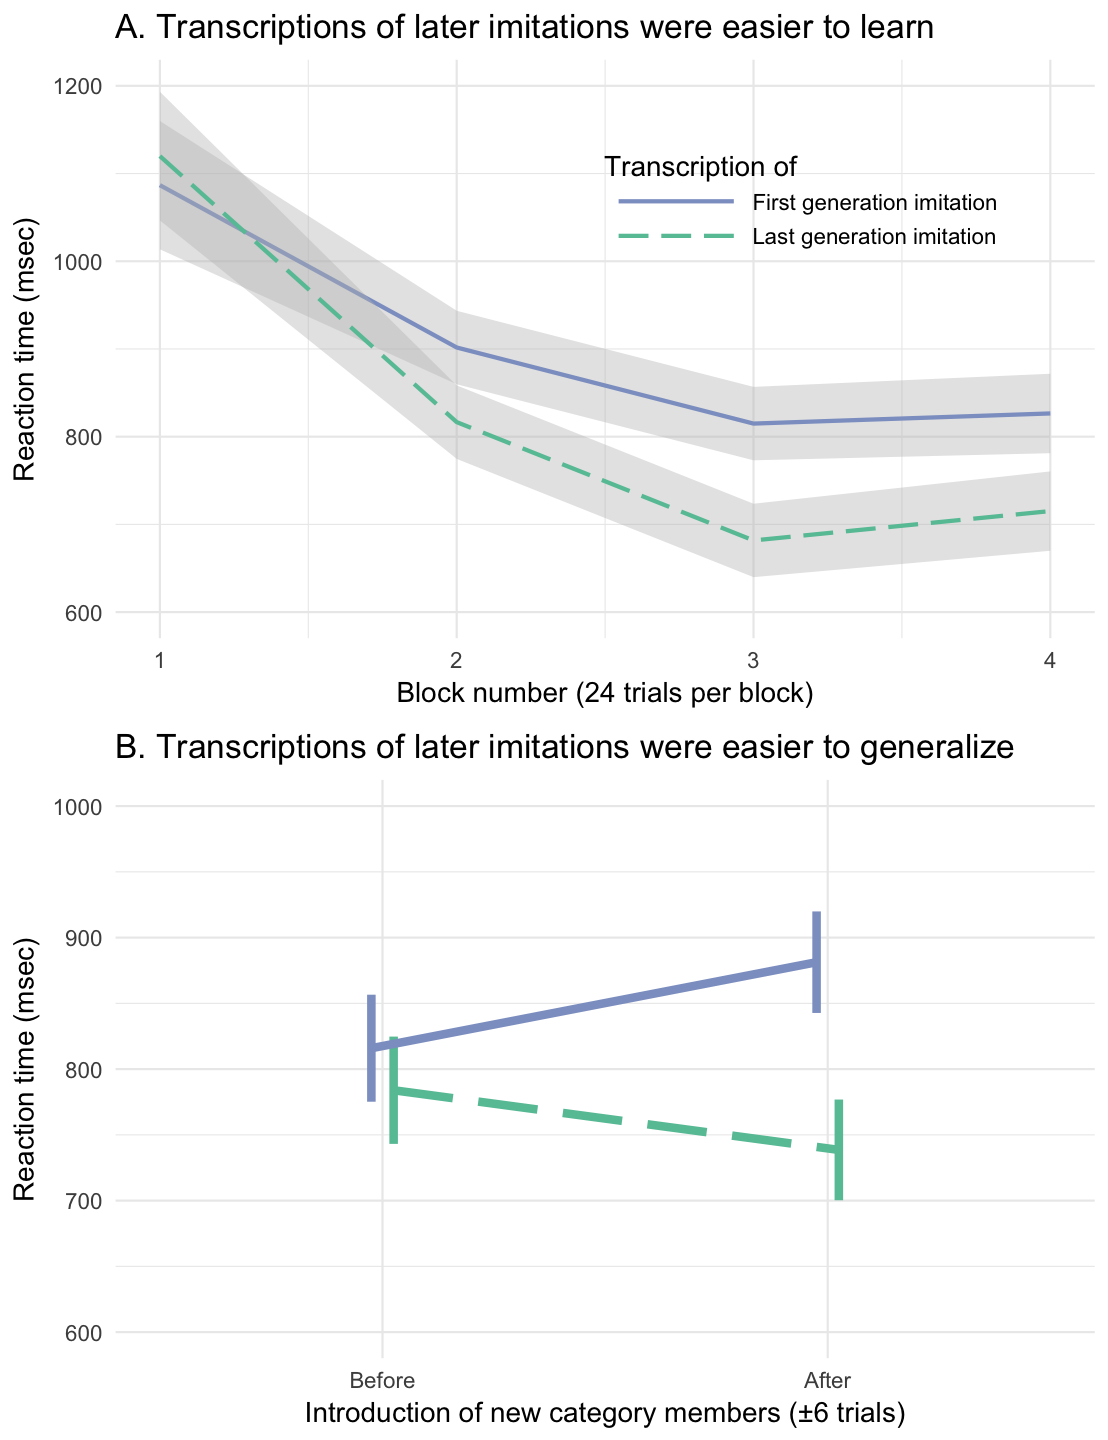 A. Transcriptions of later imitations were easier to learn
1200
1000
800
600
Reaction time (msec)
Transcription of
First generation imitation
Last generation imitation
1 2 3 4
Block number (24 trials per block)
B. Transcriptions of later imitations were easier to generalize
1000
900
800
700
600
Reaction time (msec)
Before After
Introduction of new category members (±6 trials)